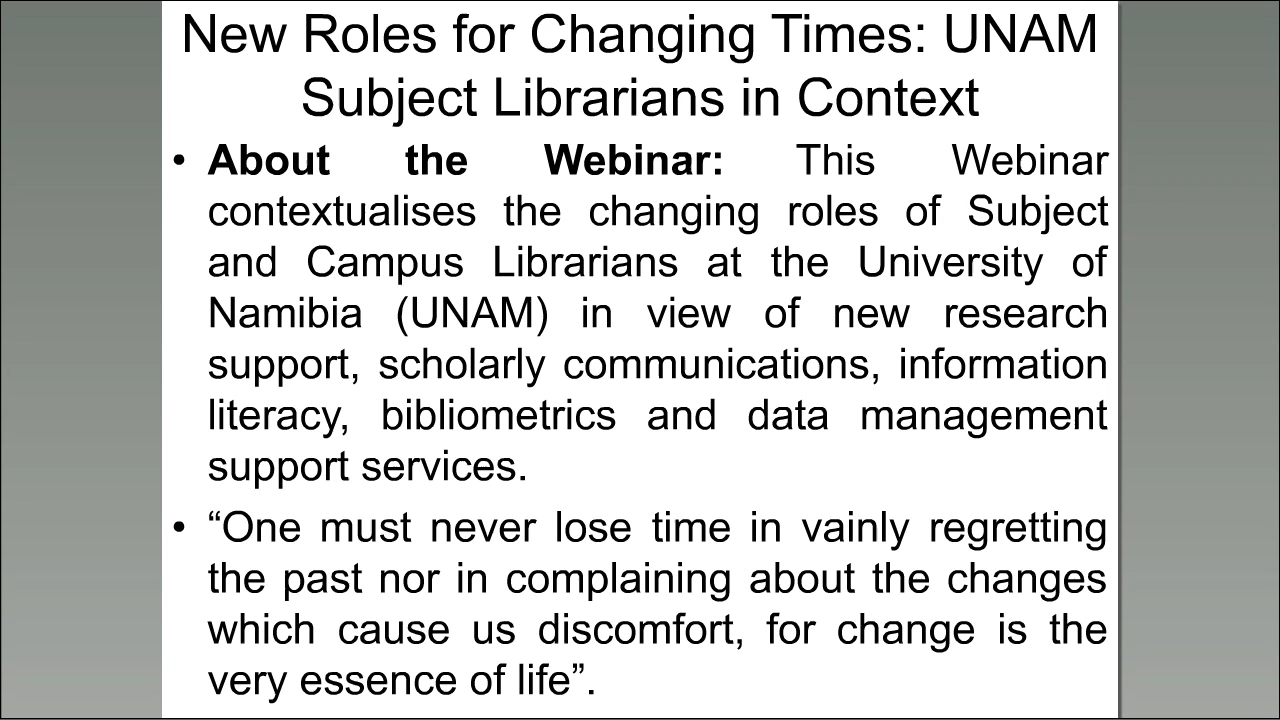 New Roles for Changing Times: UNAM
Subject Librarians in Context
• About the Webinar: This Webinar
contextualises the changing roles of Subject
and Campus Librarians at the University of
Namibia (UNAM) in view of new research
support, scholarly communications, information
literacy, bibliometrics and data management
support services.
• “One must never lose time in vainly regretting
the past nor in complaining about the changes
which cause us discomfort, for change is the
very essence of life”.